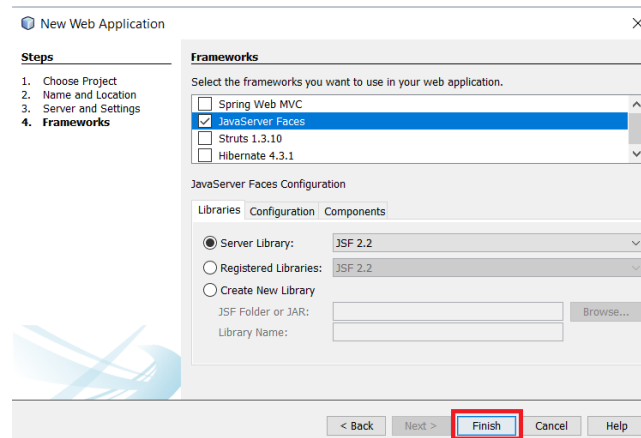 New Web Application
Steps
1. Choose Project
2. Name and Location
3. Server and Settings
4. Frameworks
Frameworks
Select the frameworks you want to use in your web application.
Spring Web MVC
JavaServer Faces
Struts 1.3.10
Hibernate 4.3.1
JavaServer Faces Configuration
Libraries Configuration Components
Server Library: JSF 2.2
Registered Libraries: JSF 2.2
Create New Library
JSF Folder or JAR: Browse...
Library Name:
< Back Next > Finish Cancel Help